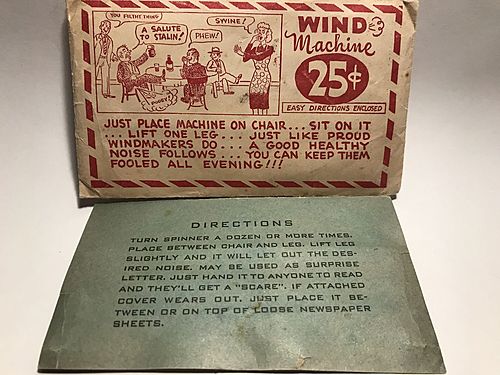 YOU FILTHY THING
A SALUTE
TO STALIN!
PHEW!
SWINE!
WIND
Machine
25¢
EASY DIRECTIONS ENCLOSED
JUST PLACE MACHINE ON CHAIR... SIT ON IT
... LIFT ONE LEG... JUST LIKE PROUD
WINDMAKERS DO... A GOOD HEALTHY
NOISE FOLLOWS... YOU CAN KEEP THEM
FOOLED ALL EVENING!!!
DIRECTIONS
TURN SPINNER A DOZEN OR MORE TIMES.
PLACE BETWEEN CHAIR AND LEG. LIFT LEG
SLIGHTLY AND IT WILL LET OUT THE DES-
IRED NOISE. MAY BE USED AS SURPRISE
LETTER. JUST HAND IT TO ANYONE TO READ
AND THEY'LL GET A "SCARE". IF ATTACHED
COVER WEARS OUT. JUST PLACE IT BE-
TWEEN OR ON TOP OF LOOSE NEWSPAPER
SHEETS.